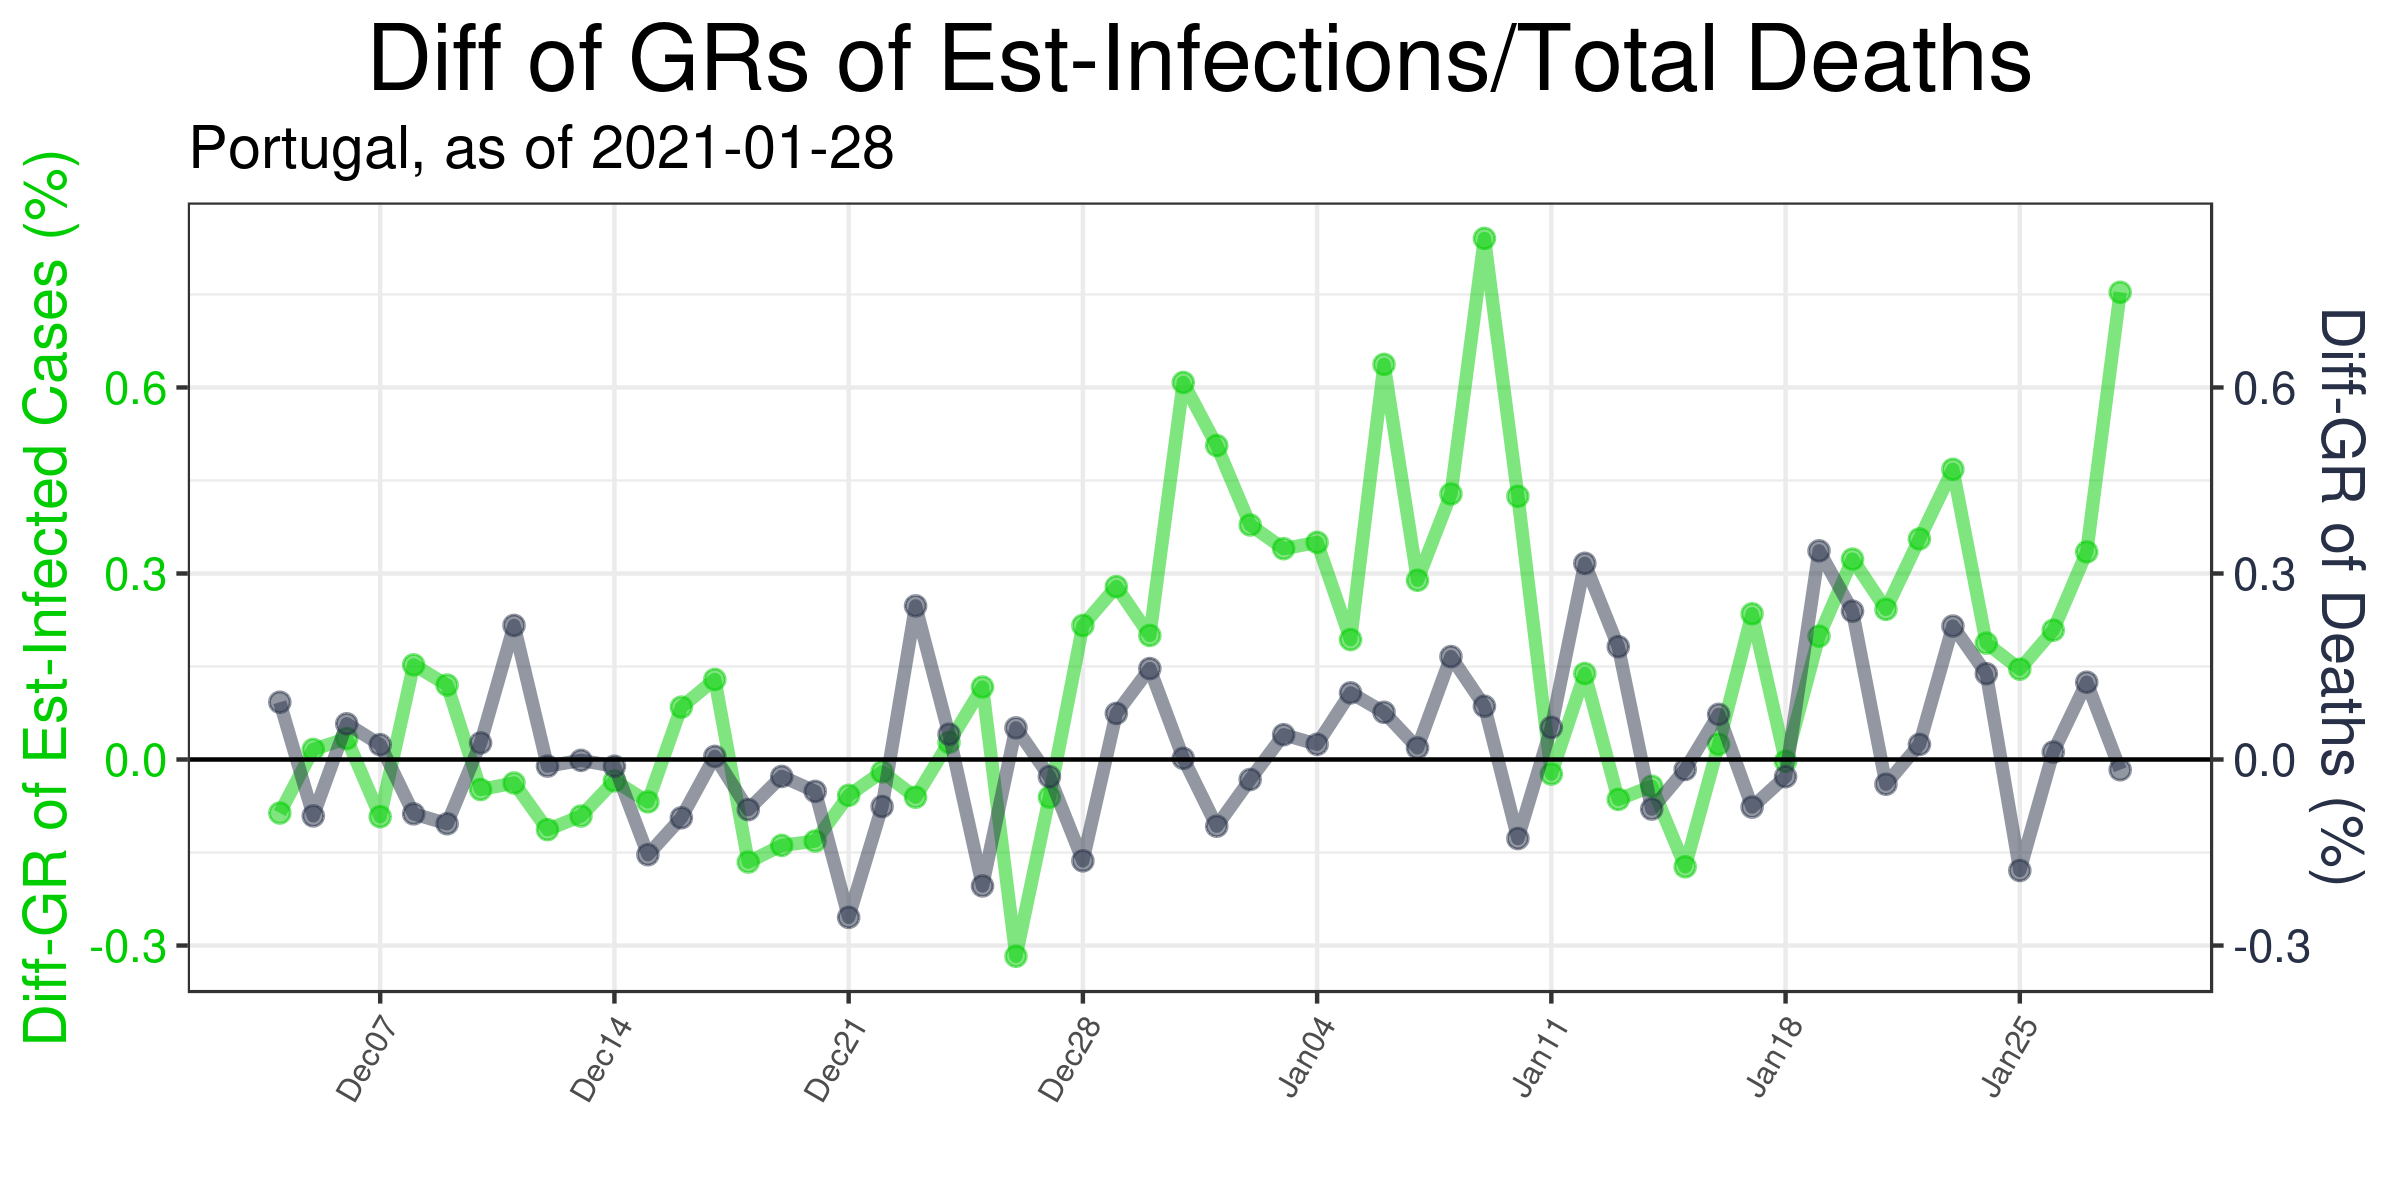 Diff of GRs of Est-Infections/Total Deaths
Portugal, as of 2021-01-28
Diff-GR of Est-Infected Cases (%)
0.6
0.3
0.0
-0.3
0.6
0.3
0.0
-0.3
Diff-GR of Deaths (%)
Dec07
Dec14
Dec21
Dec28
Jan04
Jan11
Jan18
Jan25